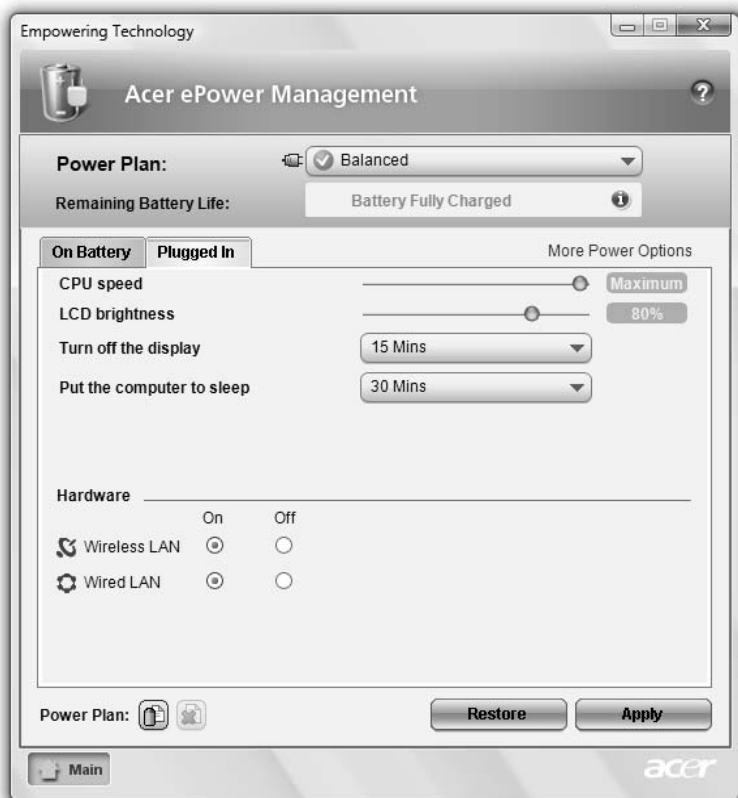 Empowering Technology
Acer ePower Management
?
Power Plan: Balanced
Remaining Battery Life: Battery Fully Charged
On Battery Plugged In More Power Options
CPU speed Maximum
LCD brightness 80%
Turn off the display 15 Mins
Put the computer to sleep 30 Mins
Hardware
On Off
Wireless LAN
Wired LAN
Power Plan: Restore Apply
Main acer